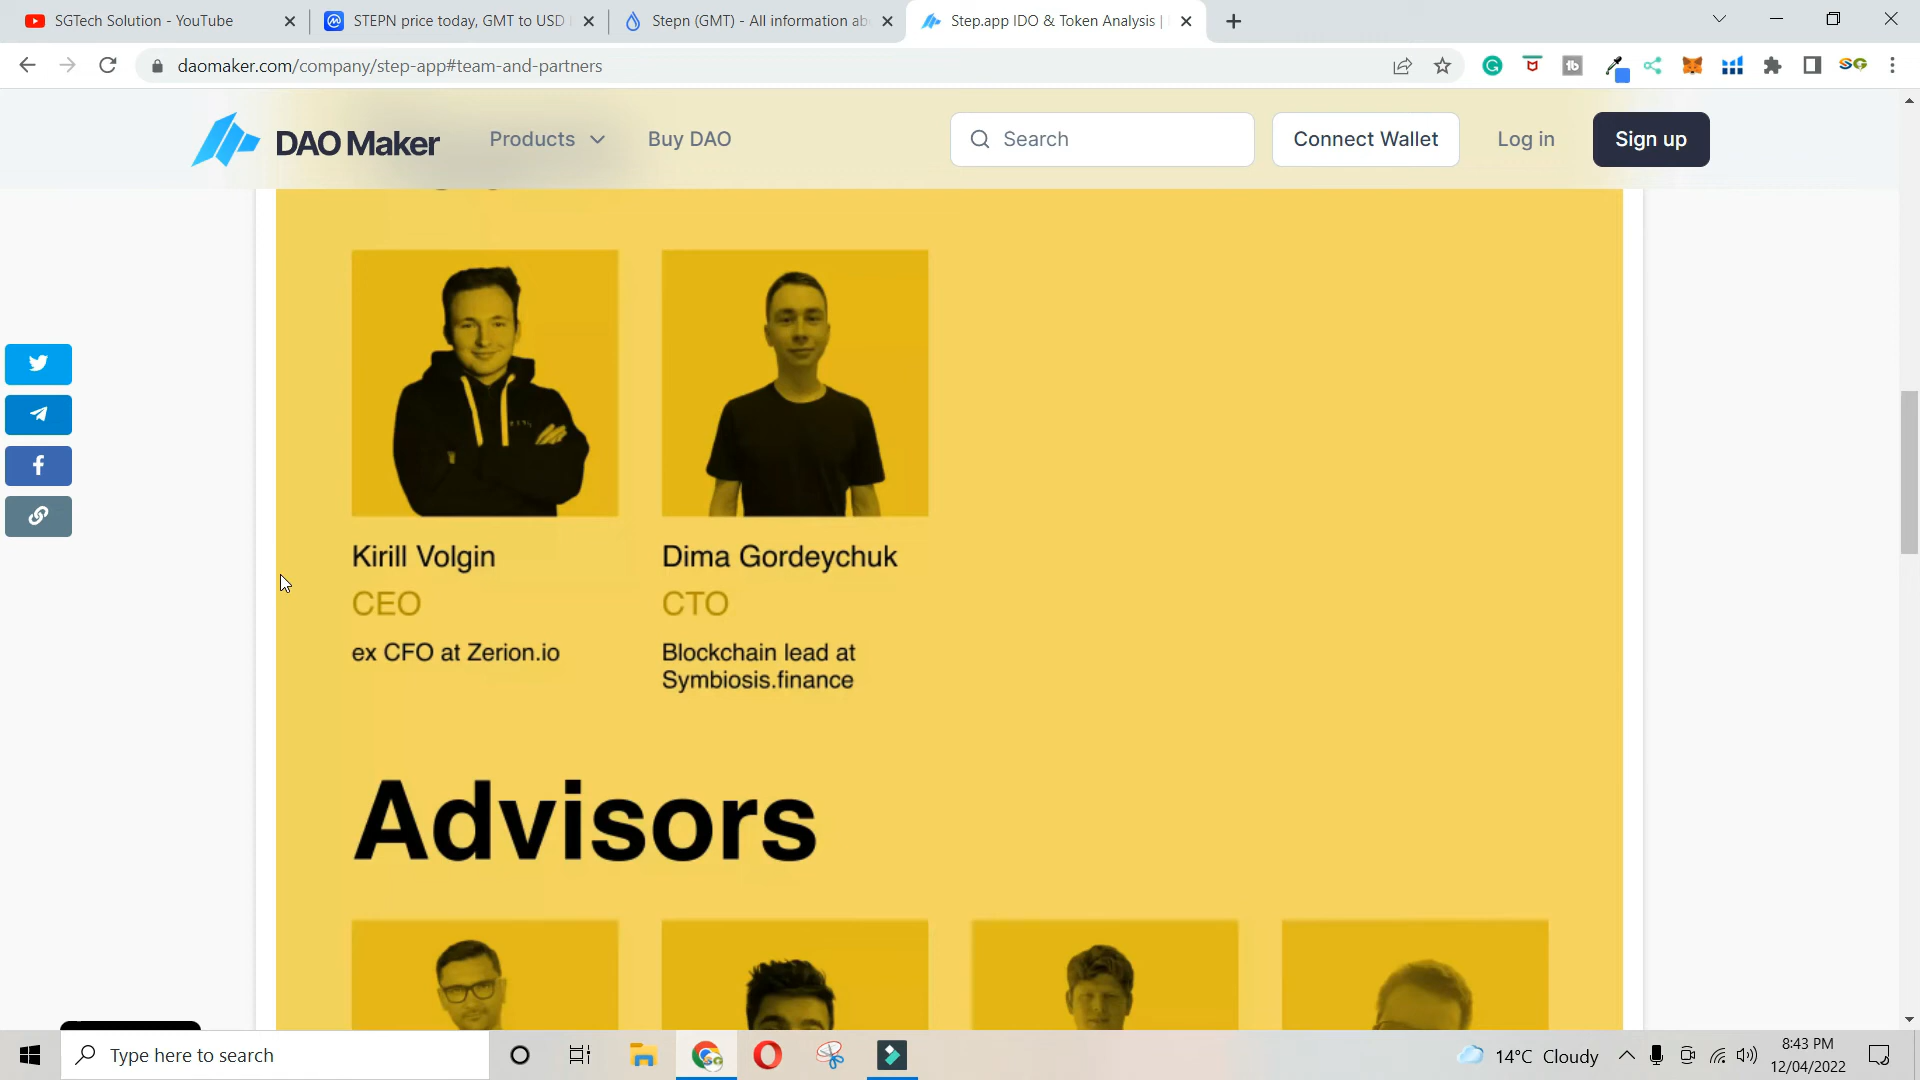 SGTech Solution - YouTube
STEPN price today, GMT to USD
Stepn (GMT) - All information ab
Step.app IDO & Token Analysis |
daomaker.com/company/step-app#team-and-partners
DAO Maker
Products
Buy DAO
Search
Connect Wallet
Log in
Sign up
Kirill Volgin
CEO
ex CFO at Zerion.io
Dima Gordeychuk
CTO
Blockchain lead at
Symbiosis.finance
Advisors
Type here to search
14°C Cloudy
8:43 PM
12/04/2022